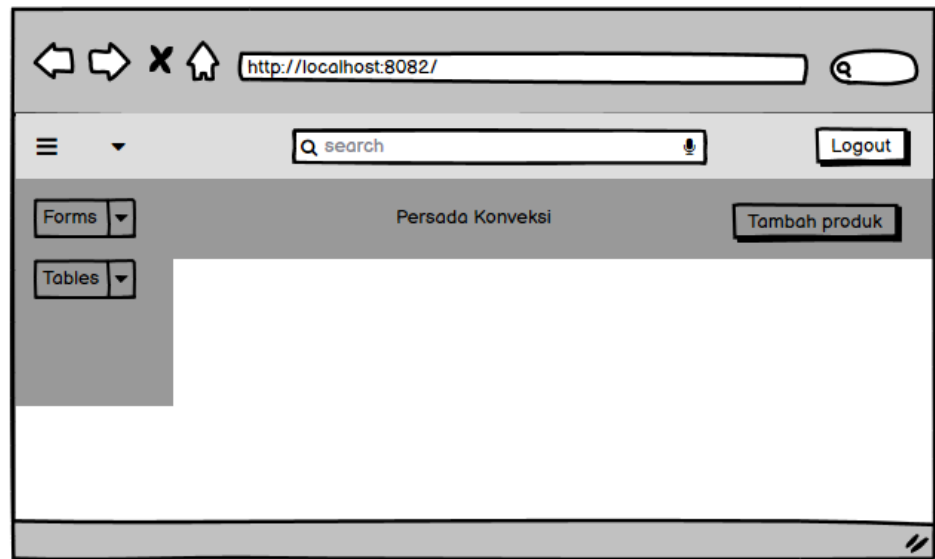 http://localhost:8082/
search
Logout
Forms
Persada Konveksi
Tambah produk
Tables